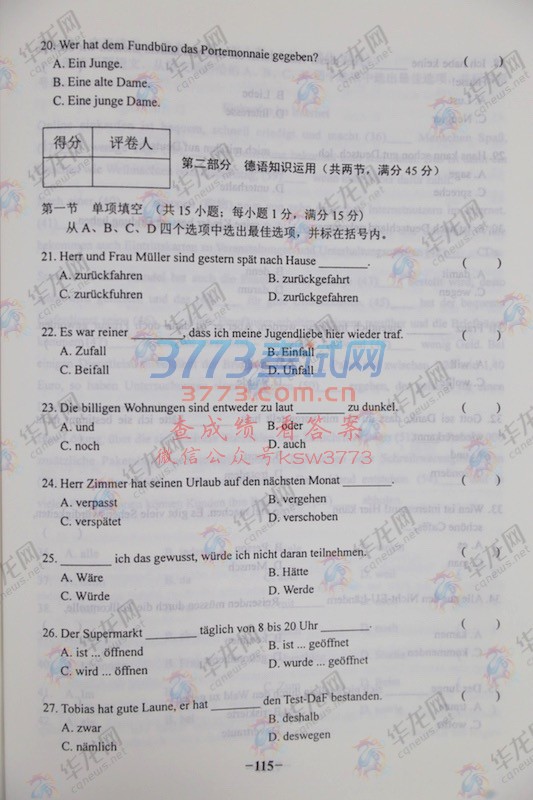 20. Wer hat dem Fundbüro das Portemonnaie gegeben? ( )
A. Ein Junge.
B. Eine alte Dame.
C. Eine junge Dame.
得分 评卷人
第二部分 德语知识运用（共两节，满分 45 分）
第一节 单项填空 （共 15 小题；每小题 1 分，满分 15 分）
从 A、B、C、D 四个选项中选出最佳选项，并标在括号内。
21. Herr und Frau Müller sind gestern spät nach Hause ________. ( )
A. zurückfahren B. zurückgefahrt
C. zurückfuhren D. zurückgefahren
22. Es war reiner ________, dass ich meine Jugendliebe hier wieder traf. ( )
A. Zufall B. Einfall
C. Beifall D. Unfall
3773考试网
3773.com.cn
23. Die billigen Wohnungen sind entweder zu laut ________ zu dunkel. ( )
A. und B. oder
C. noch D. auch
查成绩 看答案
微信公众号ksw3773
24. Herr Zimmer hat seinen Urlaub auf den nächsten Monat ________. ( )
A. verpasst B. vergehen
C. verspätet D. verschoben
25. ________ ich das gewusst, würde ich nicht daran teilnehmen. ( )
A. Wäre B. Hätte
C. Würde D. Werde
26. Der Supermarkt ________ täglich von 8 bis 20 Uhr ________. ( )
A. ist ... öffnend B. ist ... geöffnet
C. wird ... öffnen D. wurde ... geöffnet
27. Tobias hat gute Laune, er hat ________ den Test-DaF bestanden. ( )
A. zwar B. deshalb
C. nämlich D. deswegen
-115-
华龙网
cqnews.net